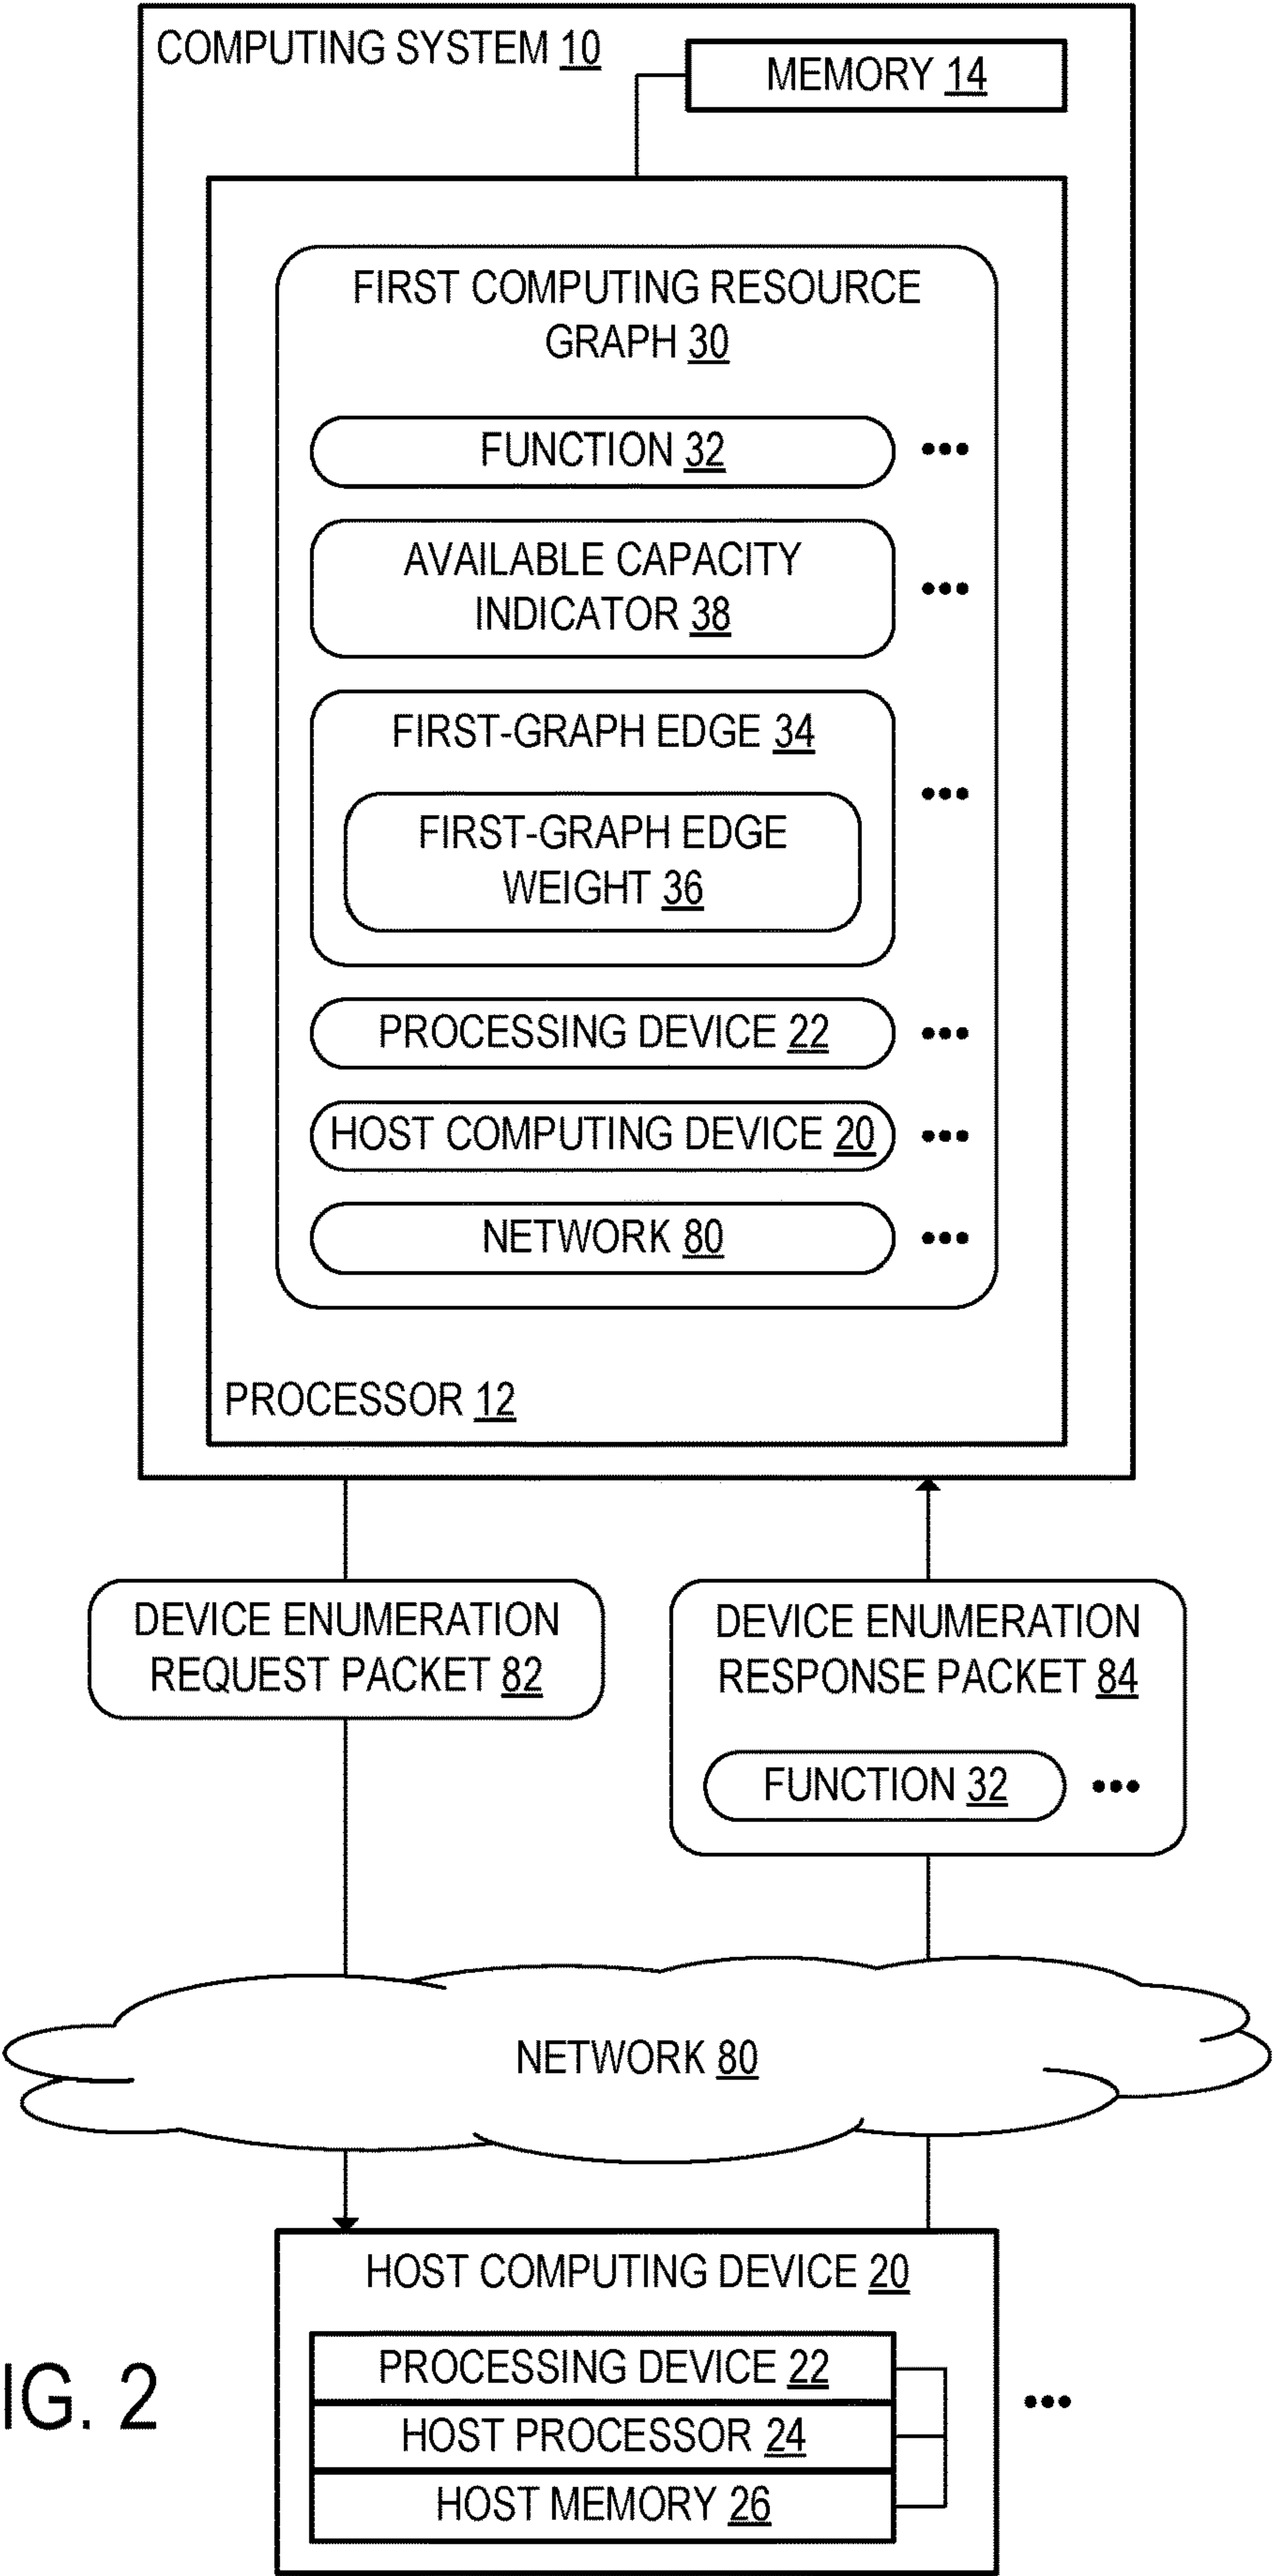 COMPUTING SYSTEM 10
MEMORY 14
FIRST COMPUTING RESOURCE
GRAPH 30
FUNCTION 32
AVAILABLE CAPACITY
INDICATOR 38
FIRST-GRAPH EDGE 34
FIRST-GRAPH EDGE
WEIGHT 36
PROCESSING DEVICE 22
HOST COMPUTING DEVICE 20
NETWORK 80
PROCESSOR 12
DEVICE ENUMERATION
REQUEST PACKET 82
DEVICE ENUMERATION
RESPONSE PACKET 84
FUNCTION 32
NETWORK 80
HOST COMPUTING DEVICE 20
PROCESSING DEVICE 22
HOST PROCESSOR 24
HOST MEMORY 26
IG. 2